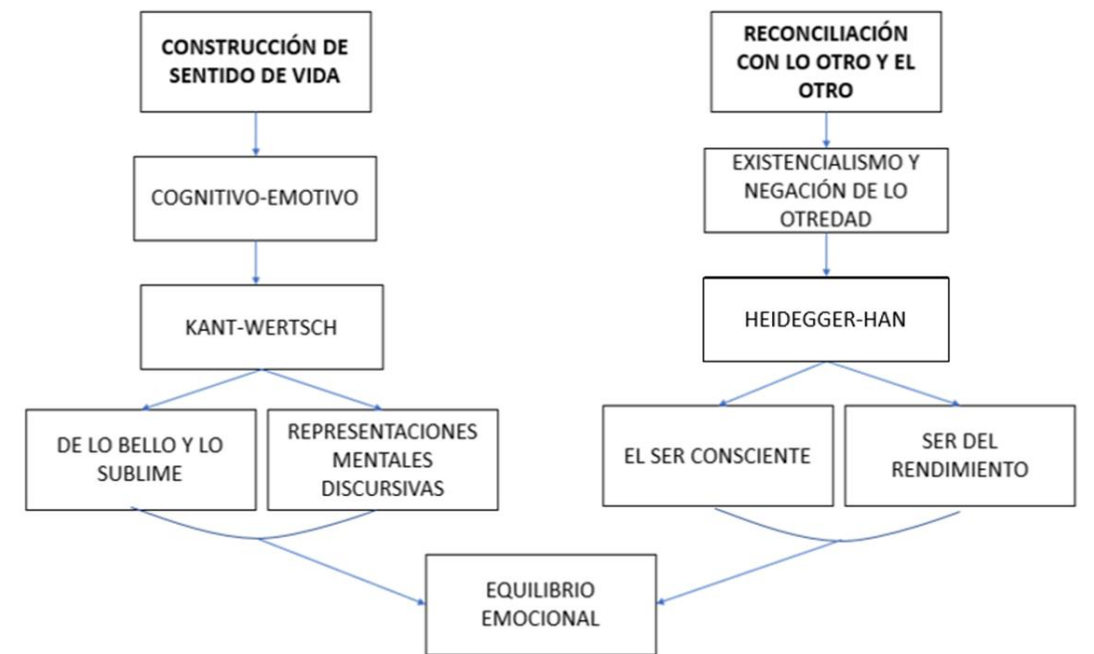 CONSTRUCCIÓN DE
SENTIDO DE VIDA
RECONCILIACIÓN
CON LO OTRO Y EL
OTRO
COGNITIVO-EMOTIVO
EXISTENCIALISMO Y
NEGACIÓN DE LO
OTREDAD
KANT-WERTSCH
HEIDEGGER-HAN
DE LO BELLO Y LO
SUBLIME
REPRESENTACIONES
MENTALES
DISCURSIVAS
EL SER CONSCIENTE
SER DEL
RENDIMIENTO
EQUILIBRIO
EMOCIONAL